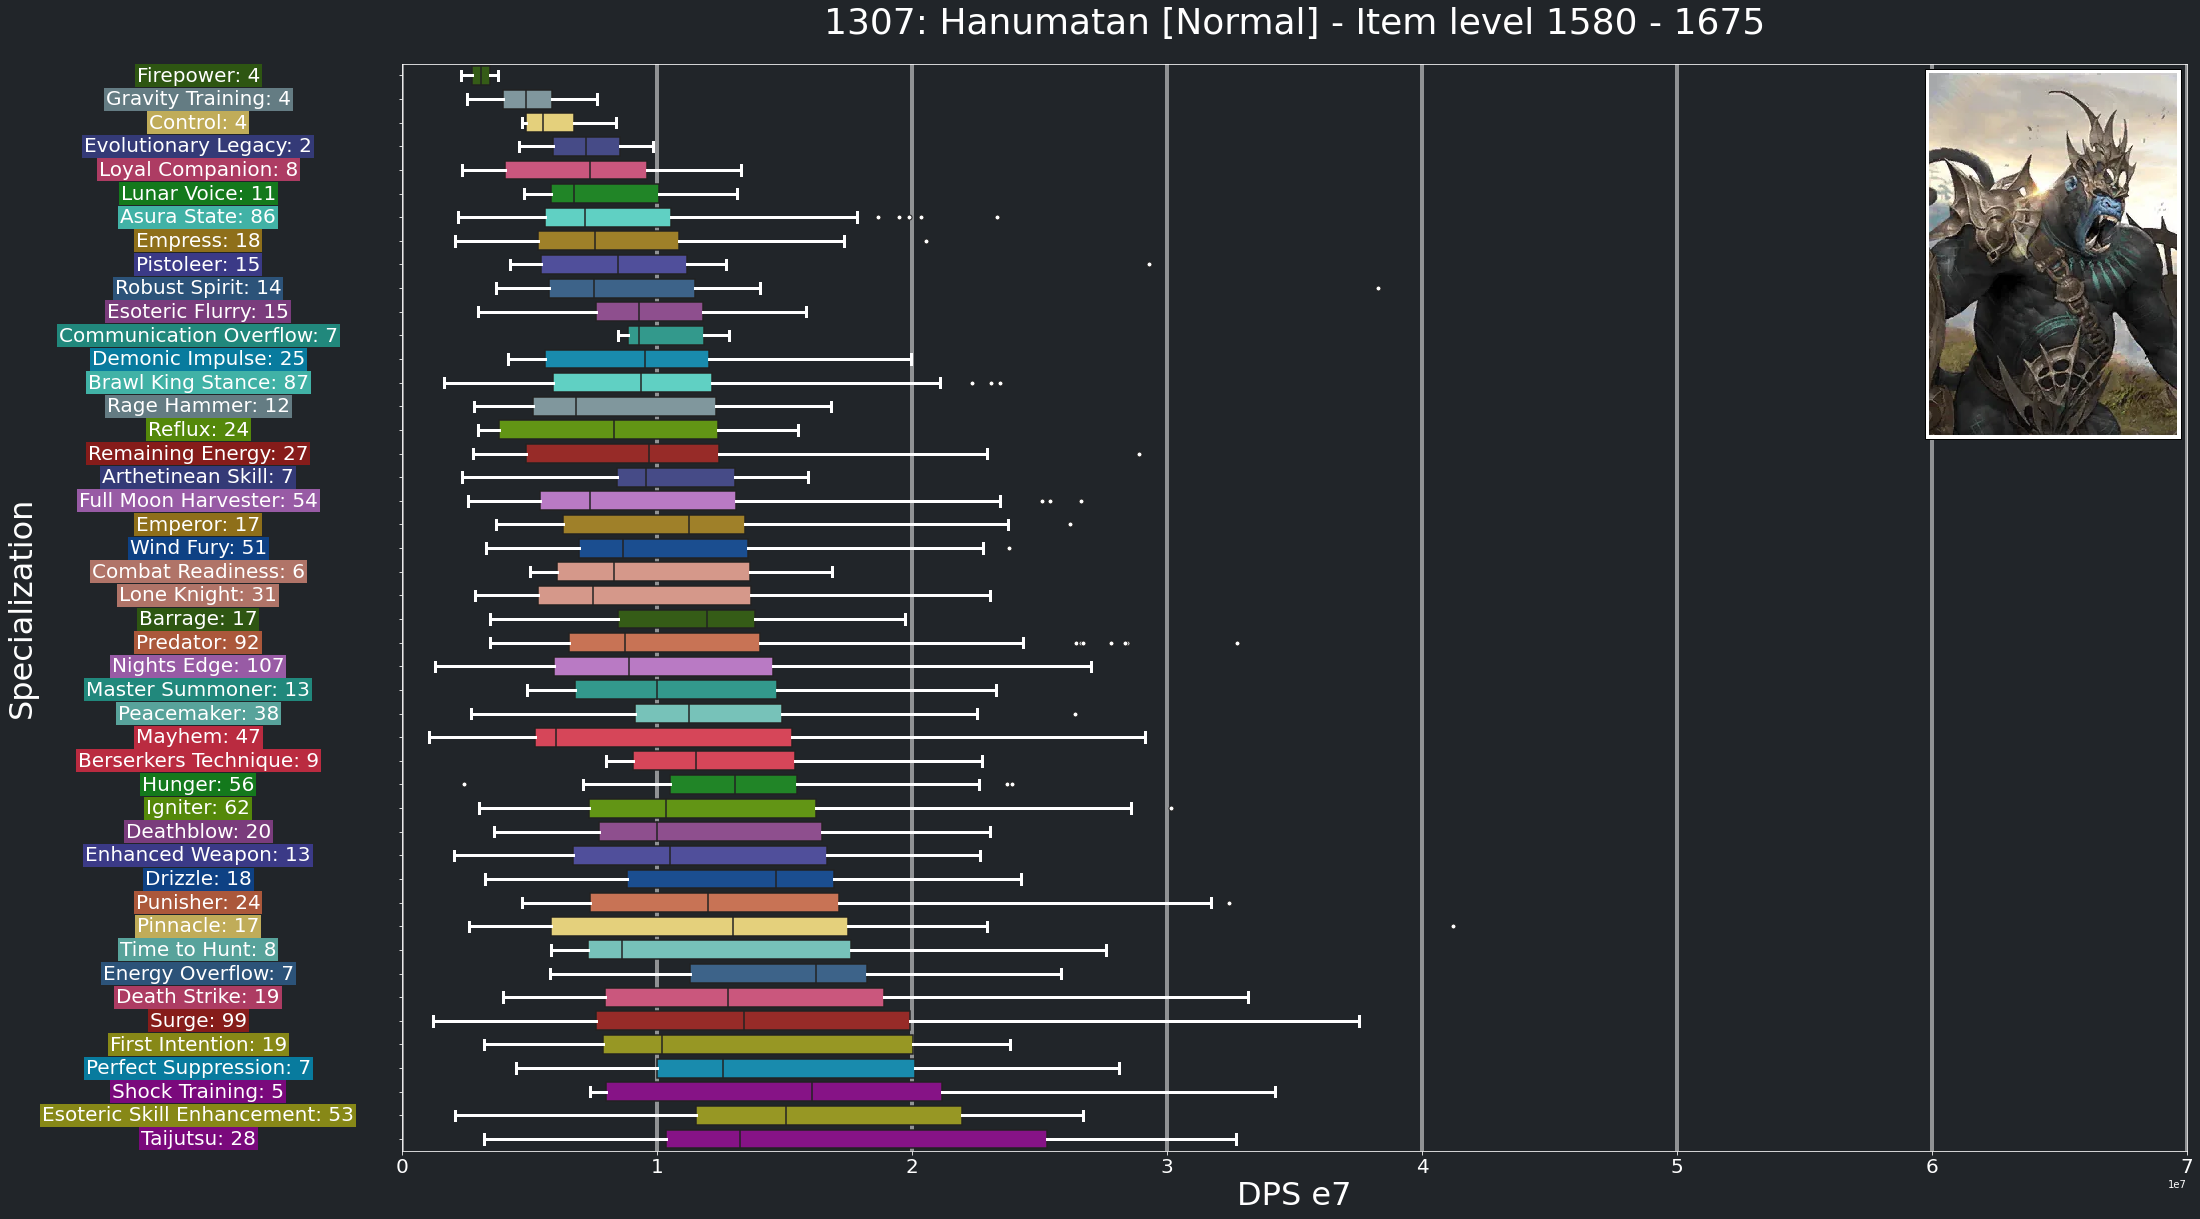 1307: Hanumatan [Normal] - Item level 1580 - 1675
Specialization
Firepower: 4
Gravity Training: 4
Control: 4
Evolutionary Legacy: 2
Loyal Companion: 8
Lunar Voice: 11
Asura State: 86
Empress: 18
Pistoleer: 15
Robust Spirit: 14
Esoteric Flurry: 15
Communication Overflow: 7
Demonic Impulse: 25
Brawl King Stance: 87
Rage Hammer: 12
Reflux: 24
Remaining Energy: 27
Arthetinean Skill: 7
Full Moon Harvester: 54
Emperor: 17
Wind Fury: 51
Combat Readiness: 6
Lone Knight: 31
Barrage: 17
Predator: 92
Nights Edge: 107
Master Summoner: 13
Peacemaker: 38
Mayhem: 47
Berserkers Technique: 9
Hunger: 56
Igniter: 62
Deathblow: 20
Enhanced Weapon: 13
Drizzle: 18
Punisher: 24
Pinnacle: 17
Time to Hunt: 8
Energy Overflow: 7
Death Strike: 19
Surge: 99
First Intention: 19
Perfect Suppression: 7
Shock Training: 5
Esoteric Skill Enhancement: 53
Taijutsu: 28
0 1 2 3 4 5 6 7
1e7
DPS e7